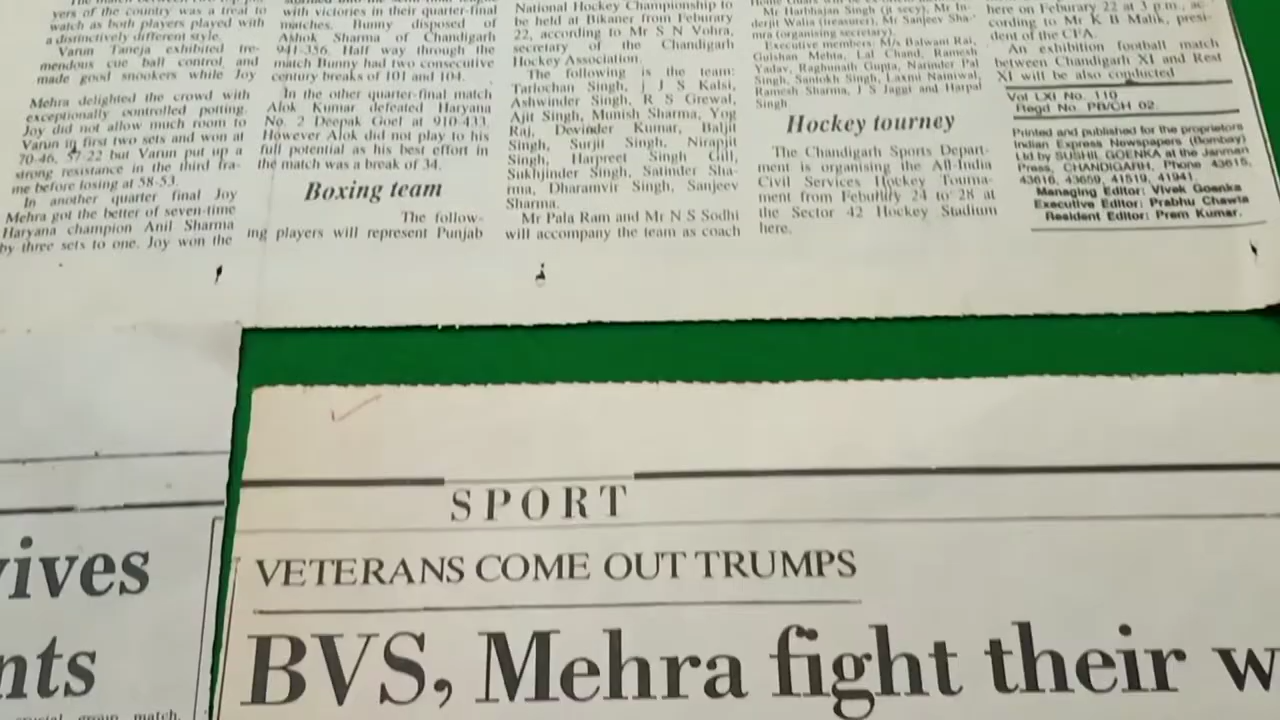 yers of the country was a treat to
watch as both players played with
a distinctively different style.
Varun Taneja exhibited tre-
mendous cue ball control and
made good snookers while Joy
Mehra delighted the crowd with
exceptionally controlled potting.
Joy did not allow much room to
Varun in first two sets and won at
70-46, 57-22 but Varun put up a
strong resistance in the third fra-
me before losing at 58-53.
In another quarter final Joy
Mehra got the better of seven-time
Haryana champion Anil Sharma
by three sets to one. Joy won the
with victories in their quarter-final
matches. Bunny disposed of
Ashok Sharma of Chandigarh
941-356. Half way through the
match Bunny had two consecutive
century breaks of 101 and 104.
In the other quarter-final match
Alok Kumar defeated Haryana
No. 2 Deepak Goel at 910-433.
However Alok did not play to his
full potential as his best effort in
the match was a break of 34.
Boxing team
The follow-
ing players will represent Punjab
National Hockey Championship to
be held at Bikaner from Feburary
22, according to Mr S N Vohra,
secretary of the Chandigarh
Hockey Association.
The following is the team:
Tarlochan Singh, J J S Kalsi,
Ashwinder Singh, R S Grewal,
Ajit Singh, Munish Sharma, Yog
Raj, Devinder Kumar, Baljit
Singh, Surjit Singh, Nirapjit
Singh, Harpreet Singh Gill,
Sukhjinder Singh, Satinder Sha-
rma, Dharamvir Singh, Sanjeev
Sharma.
Mr Pala Ram and Mr N S Sodhi
will accompany the team as coach
Mr Harbhajan Singh (jt secy), Mr In-
derjit Walia (treasurer), Mr Sanjeev Sha-
mra (organising secretary).
Executive members: M/s Balwant Rai,
Gulshan Mehta, Lal Chand, Ramesh
Yadav, Raghunath Gupta, Narinder Pal
Singh, Santokh Singh, Laxmi Nainiwal,
Ramesh Sharma, J S Jaggi and Harpal
Singh
Hockey tourney
The Chandigarh Sports Depart-
ment is organising the All-India
Civil Services Hockey Tourna-
ment from Feburary 24 to 28 at
the Sector 42 Hockey Stadium
here.
here on Feburary 22 at 3 p.m., ac-
cording to Mr K B Malik, presi-
dent of the CFA.
An exhibition football match
between Chandigarh XI and Rest
XI will be also conducted
Vol LXI No. 110
Regd No. PB/CH 02.
Printed and published for the proprietors
Indian Express Newspapers (Bombay)
Ltd by SUSHIL GOENKA at the Janman
Press, CHANDIGARH, Phone 43615,
43616, 43659, 41519, 41941.
Managing Editor: Vivek Goenka
Executive Editor: Prabhu Chawla
Resident Editor: Prem Kumar.
ives
nts
group match,
SPORT
VETERANS COME OUT TRUMPS
BVS, Mehra fight their w